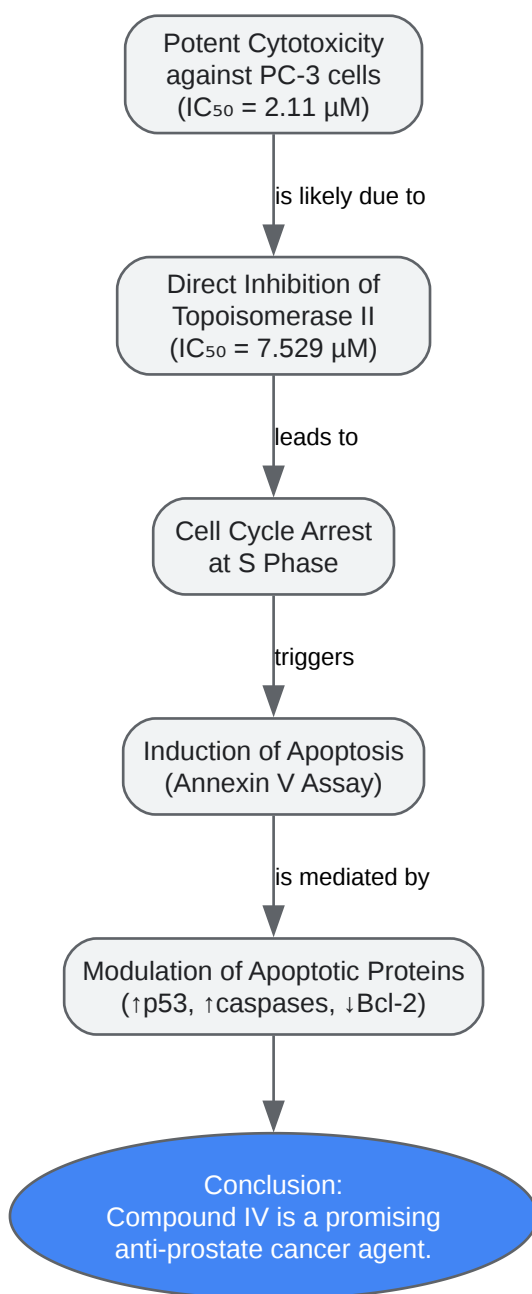 Potent Cytotoxicity
against PC-3 cells
(IC₅₀ = 2.11 µM)
is likely due to
Direct Inhibition of
Topoisomerase II
(IC₅₀ = 7.529 µM)
leads to
Cell Cycle Arrest
at S Phase
triggers
Induction of Apoptosis
(Annexin V Assay)
is mediated by
Modulation of Apoptotic Proteins
(↑p53, ↑caspases, ↓Bcl-2)
Conclusion:
Compound IV is a promising
anti-prostate cancer agent.